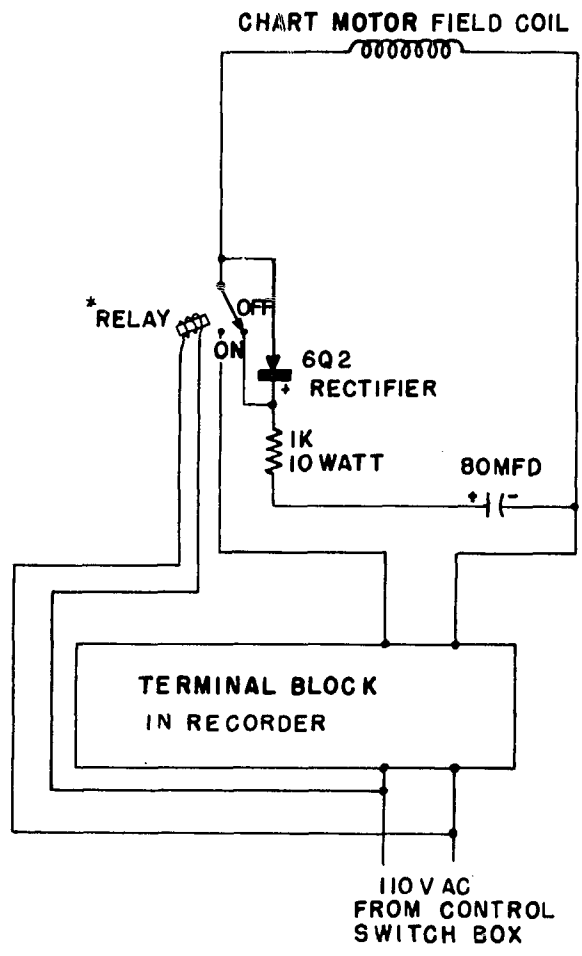 CHART MOTOR FIELD COIL
*RELAY
OFF
ON
6Q2
+ RECTIFIER
1K
10 WATT
80MFD
+ -
TERMINAL BLOCK
IN RECORDER
110 V AC
FROM CONTROL
SWITCH BOX